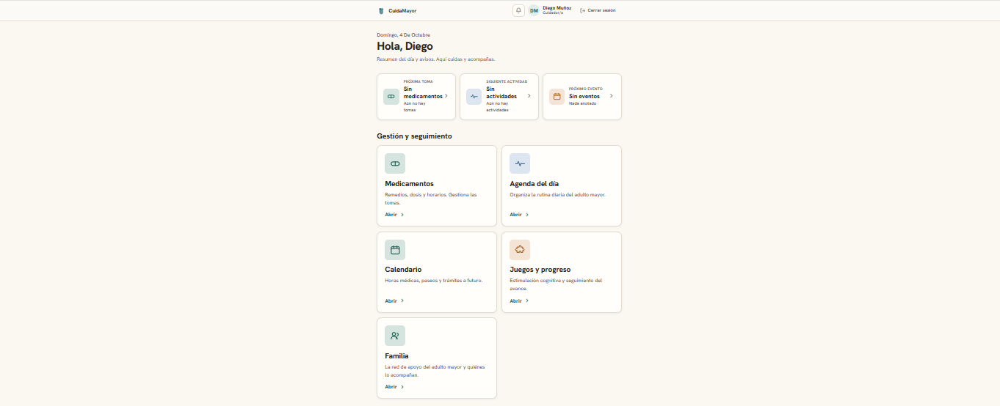 CuidaMayor
DM
Diego Muñoz
Cuidador/a
Cerrar sesión
Domingo, 4 De Octubre
Hola, Diego
Resumen del día y avisos. Aquí cuidas y acompañas.
PRÓXIMA TOMA
Sin
medicamentos
Aún no hay
tomas
SIGUIENTE ACTIVIDAD
Sin
actividades
Aún no hay
actividades
PRÓXIMO EVENTO
Sin eventos
Nada anotado
Gestión y seguimiento
Medicamentos
Remedios, dosis y horarios. Gestiona las
tomas.
Abrir
Agenda del día
Organiza la rutina diaria del adulto mayor.
Abrir
Calendario
Horas médicas, paseos y trámites a futuro.
Abrir
Juegos y progreso
Estimulación cognitiva y seguimiento del
avance.
Abrir
Familia
La red de apoyo del adulto mayor y quiénes
lo acompañan.
Abrir